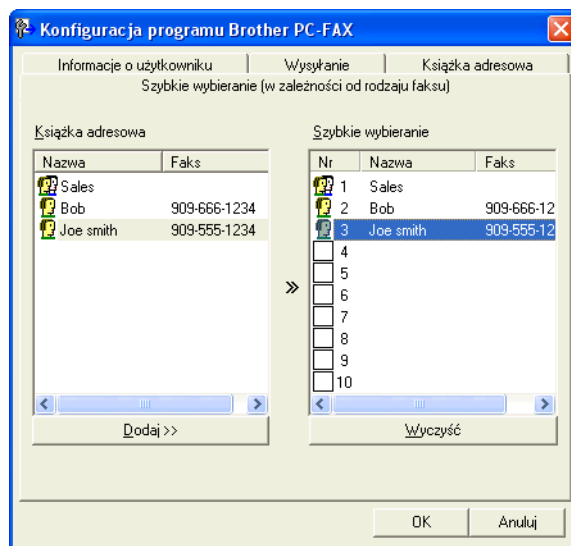 Konfiguracja programu Brother PC-FAX
Informacje o użytkowniku Wysyłanie Książka adresowa
Szybkie wybieranie (w zależności od rodzaju faksu)
Książka adresowa
Nazwa Faks
Sales
Bob 909-666-1234
Joe smith 909-555-1234
Dodaj >>
»
Szybkie wybieranie
Nr Nazwa Faks
1 Sales
2 Bob 909-666-12
3 Joe smith 909-555-12
4
5
6
7
8
9
10
Wyczyść
OK Anuluj